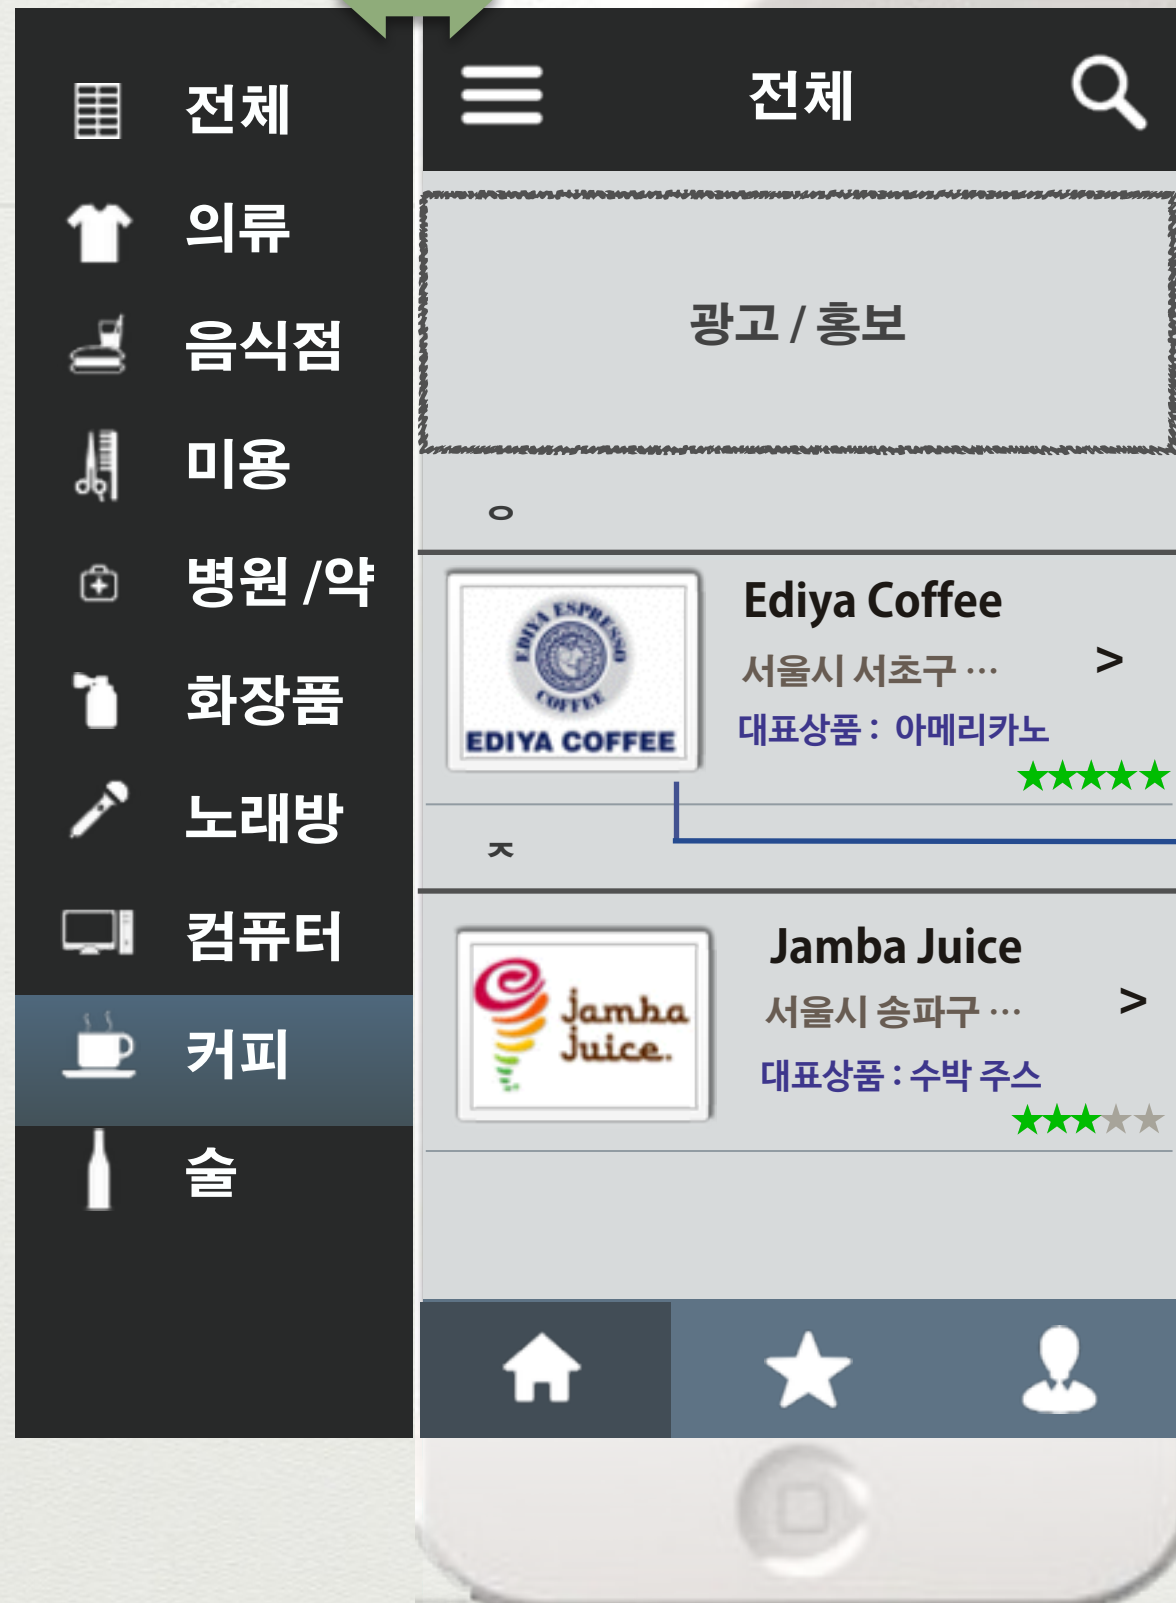 전체
의류
음식점
미용
병원 /약
화장품
노래방
컴퓨터
커피
술
전체
광고 / 홍보
ㅇ
EDIYA ESPRESSO
COFFEE
EDIYA COFFEE
Ediya Coffee
서울시 서초구 ···
>
대표상품 : 아메리카노
ㅈ
jamba
juice.
Jamba Juice
서울시 송파구 ···
>
대표상품 : 수박 주스